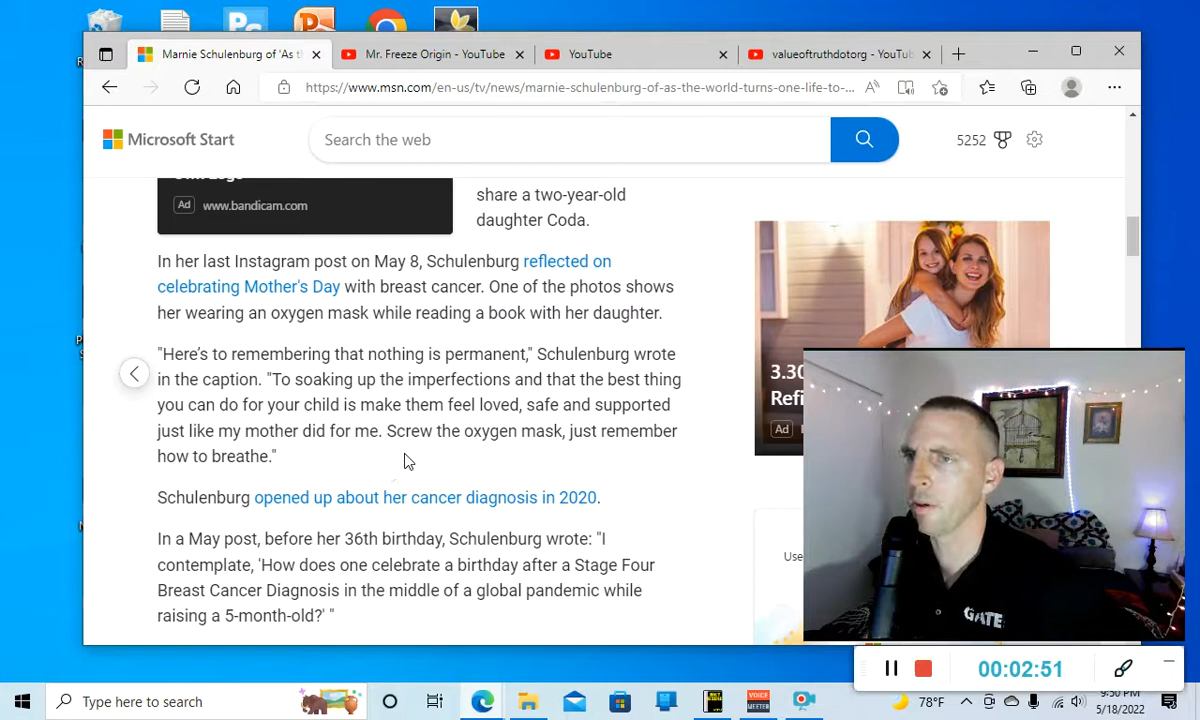 Marnie Schulenburg of 'As t
Mr. Freeze Origin - YouTube
YouTube
valueoftruthdotorg - YouTub
https://www.msn.com/en-us/tv/news/marnie-schulenburg-of-as-the-world-turns-one-life-to-...
Microsoft Start
Search the web
5252
Ad www.bandicam.com
share a two-year-old
daughter Coda.
In her last Instagram post on May 8, Schulenburg reflected on
celebrating Mother's Day with breast cancer. One of the photos shows
her wearing an oxygen mask while reading a book with her daughter.
"Here's to remembering that nothing is permanent," Schulenburg wrote
in the caption. "To soaking up the imperfections and that the best thing
you can do for your child is make them feel loved, safe and supported
just like my mother did for me. Screw the oxygen mask, just remember
how to breathe."
Schulenburg opened up about her cancer diagnosis in 2020.
In a May post, before her 36th birthday, Schulenburg wrote: "I
contemplate, 'How does one celebrate a birthday after a Stage Four
Breast Cancer Diagnosis in the middle of a global pandemic while
raising a 5-month-old?' "
3.30
Refi
Ad
Use
GATE
00:02:51
Type here to search
VOICE
MEETER
78°F
9:50 PM
5/18/2022